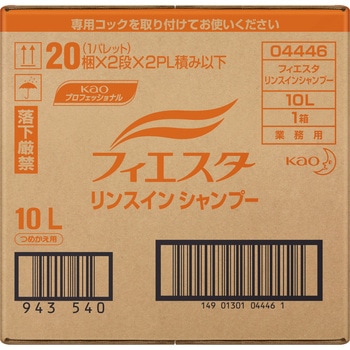 専用コックを取り付けてお使いください
20(1パレット)
梱×2段×2PL積み以下
Kao
プロフェッショナル
04446
フィエスタ
リンスインシャンプー
10L
1箱
業務用
Kao
落下厳禁
フィエスタ
リンスイン シャンプー
10L
つめかえ用
943 540
149 01301 04446 1